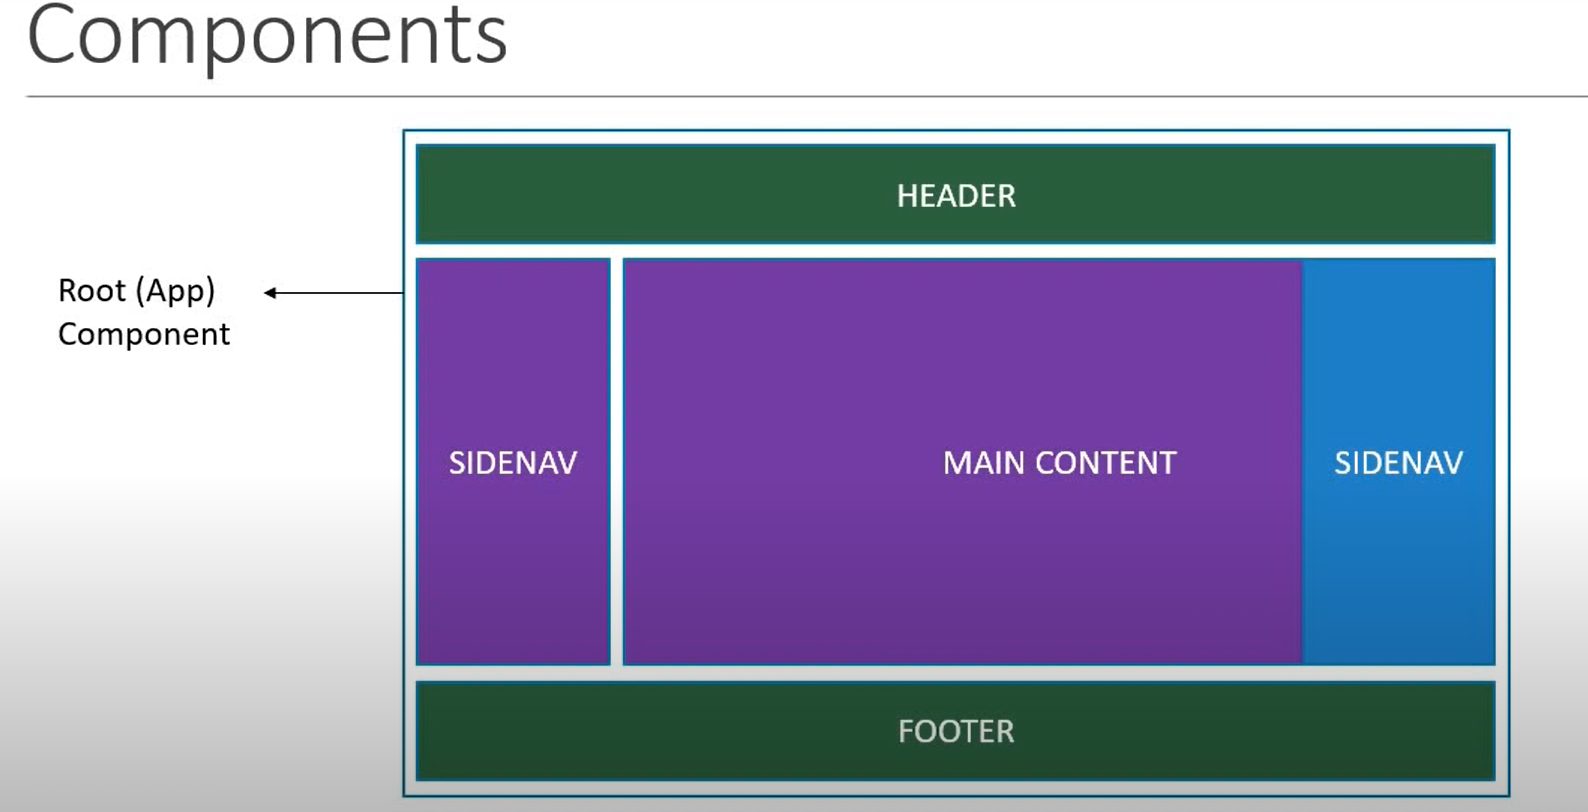 Components
HEADER
Root (App)
Component
SIDENAV
MAIN CONTENT
SIDENAV
FOOTER